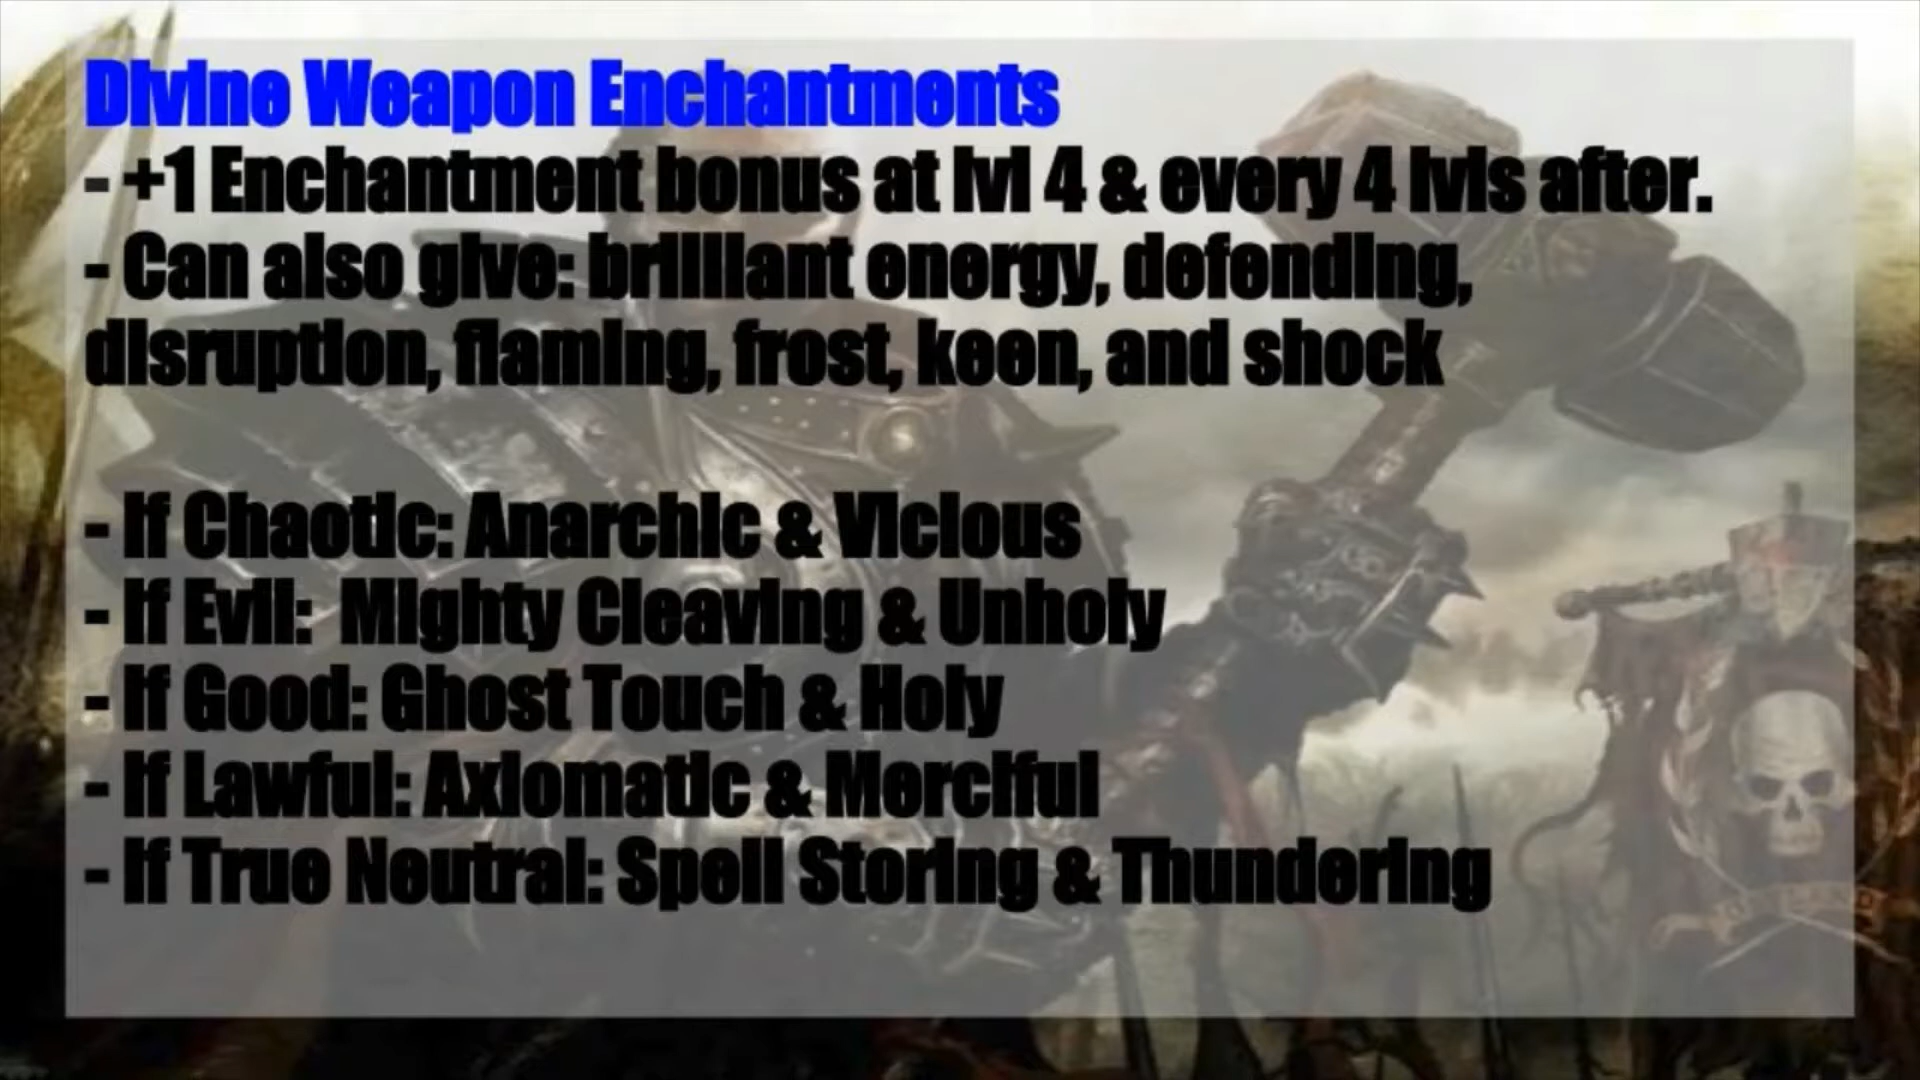 Divine Weapon Enchantments
- +1 Enchantment bonus at lvl 4 & every 4 lvls after.
- Can also give: brilliant energy, defending,
disruption, flaming, frost, keen, and shock
- If Chaotic: Anarchic & Vicious
- If Evil: Mighty Cleaving & Unholy
- If Good: Ghost Touch & Holy
- If Lawful: Axiomatic & Merciful
- If True Neutral: Spell Storing & Thundering